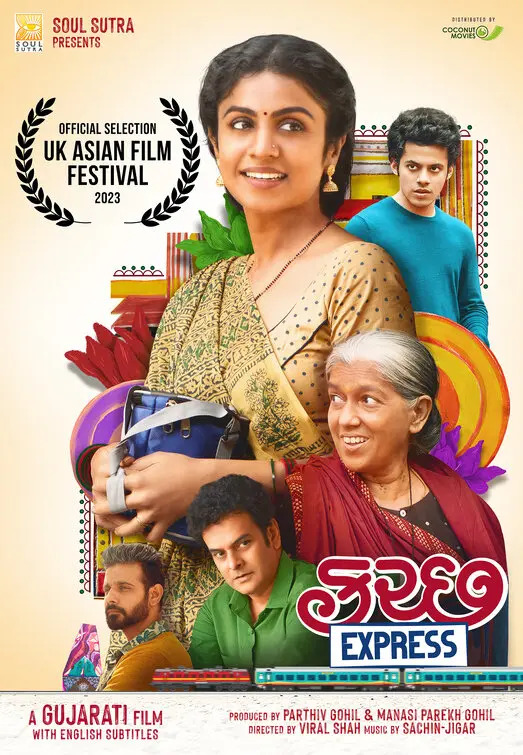 SOUL SUTRA
SOUL SUTRA
PRESENTS
DISTRIBUTED BY
COCONUT
MOVIES
OFFICIAL SELECTION
UK ASIAN FILM
FESTIVAL
2023
કચ્છ
EXPRESS
A GUJARATI FILM
WITH ENGLISH SUBTITLES
PRODUCED BY PARTHIV GOHIL & MANASI PAREKH GOHIL
DIRECTED BY VIRAL SHAH MUSIC BY SACHIN-JIGAR